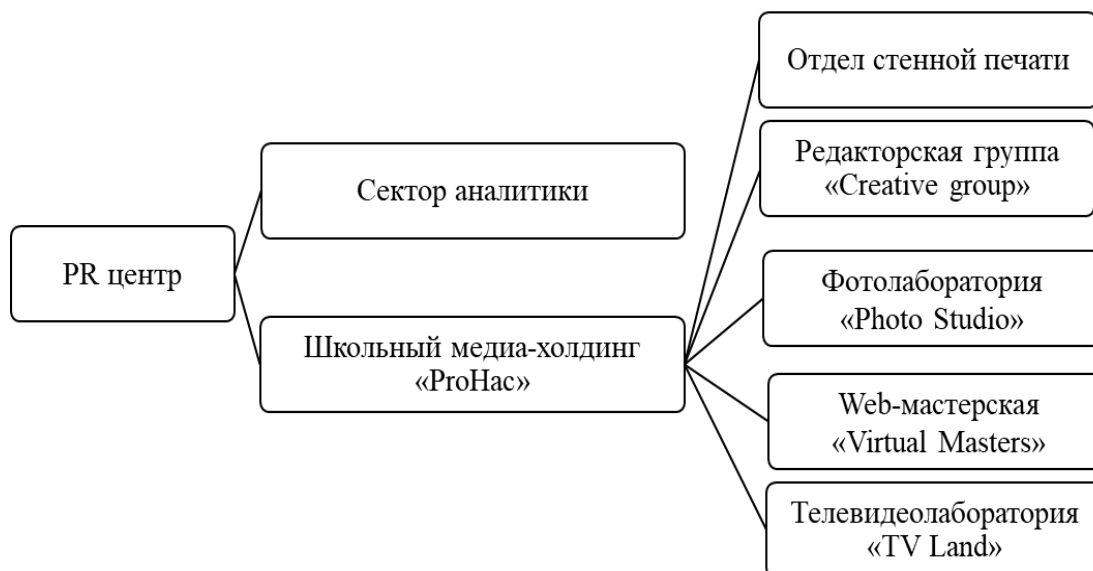 PR центр
Сектор аналитики
Школьный медиа-холдинг
«ProНас»
Отдел стенной печати
Редакторская группа
«Creative group»
Фотолаборатория
«Photo Studio»
Web-мастерская
«Virtual Masters»
Телевидеолаборатория
«TV Land»